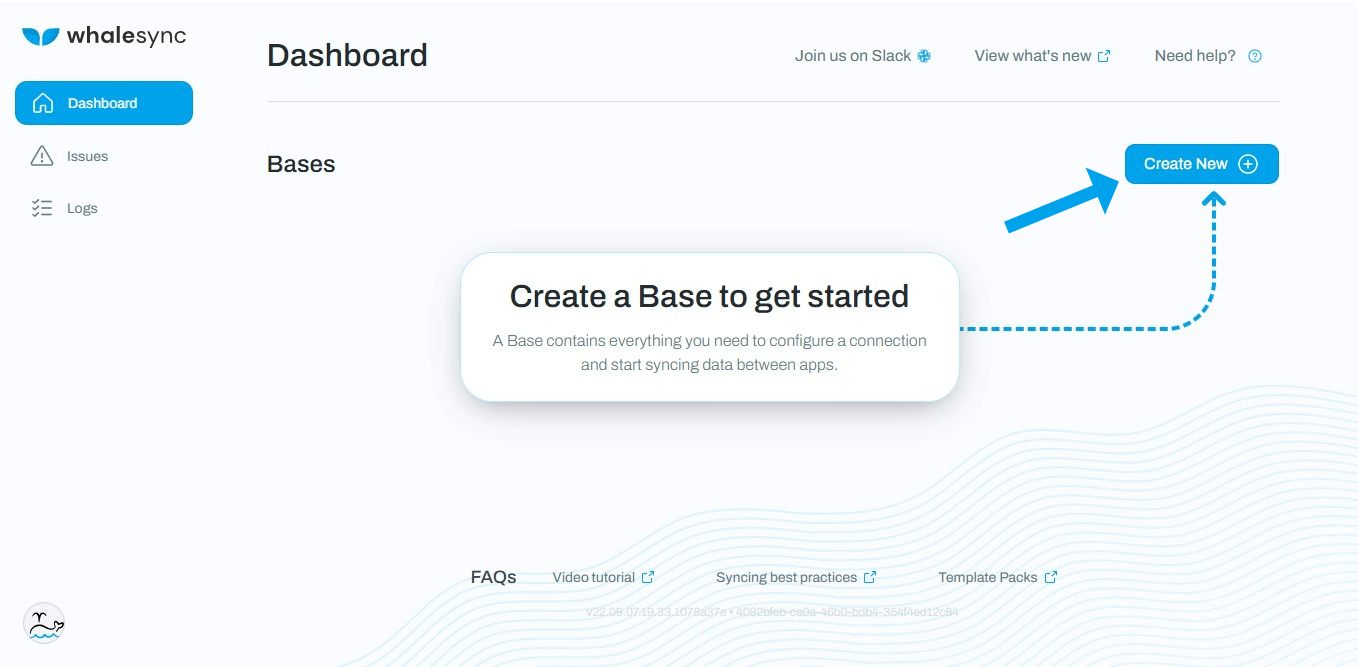 whalesync
Dashboard
Join us on Slack
View what's new
Need help?
Dashboard
Issues
Logs
Bases
Create New
Create a Base to get started
A Base contains everything you need to configure a connection
and start syncing data between apps.
FAQs
Video tutorial
Syncing best practices
Template Packs
v22.09.07.19.33.1078a37e • 4082bfeb-ca0a-46b0-bdb4-354f4ed12c84